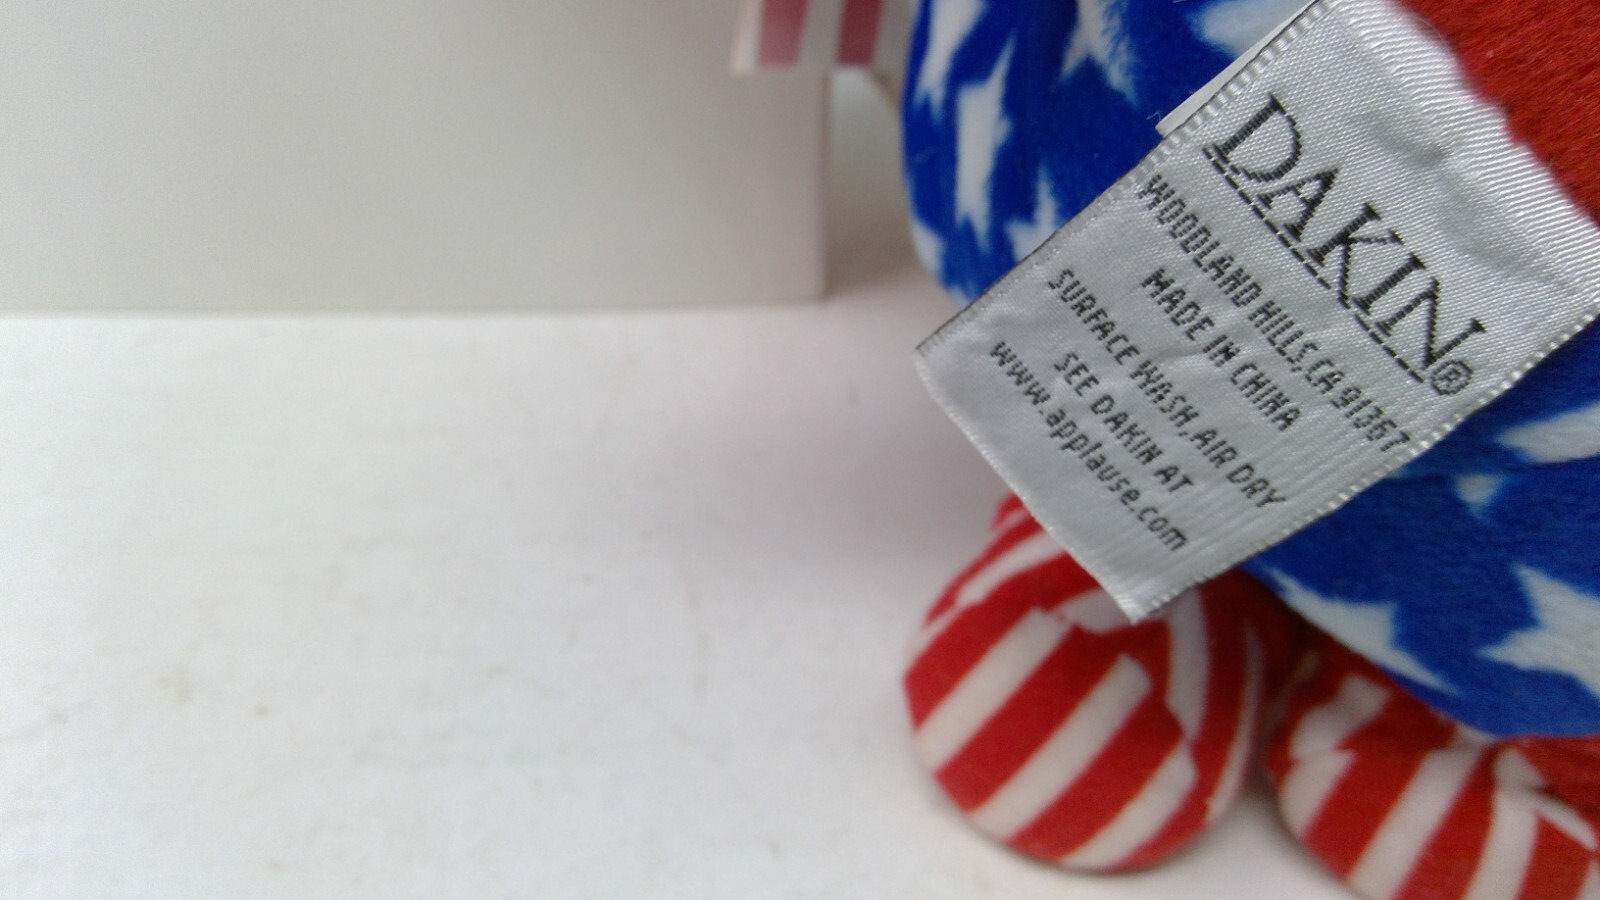 DAKIN®
WOODLAND HILLS, CA 91367
MADE IN CHINA
SURFACE WASH, AIR DRY
SEE DAKIN AT
www.applause.com